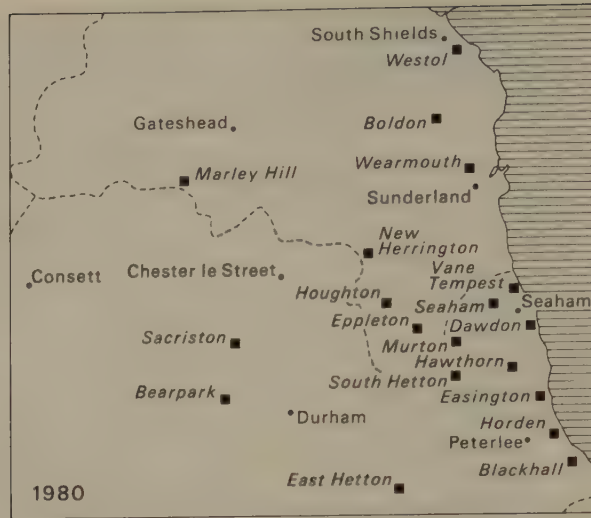 South Shields
Westol
Gateshead
Boldon
Wearmouth
Marley Hill
Sunderland
New
Herrington
Vane
Tempest
Consett
Chester le Street
Houghton
Seaham
Seaham
Eppleton
Dawdon
Sacriston
Murton
Hawthorn
South Hetton
Bearpark
Easington
Durham
Horden
Peterlee
Blackhall
East Hetton
1980